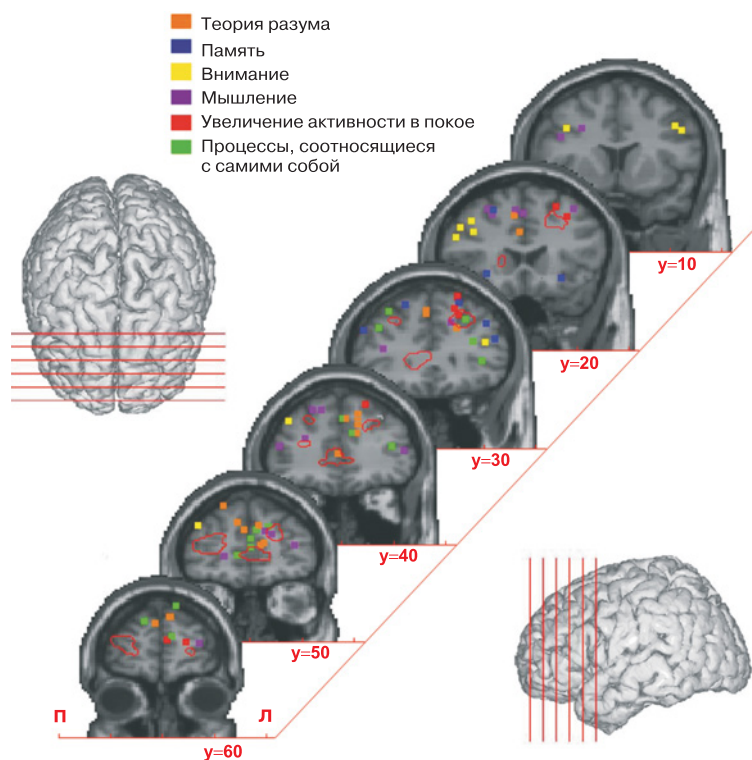 Теория разума
Память
Внимание
Мышление
Увеличение активности в покое
Процессы, соотносящиеся
с самими собой
y=10
y=20
y=30
y=40
y=50
П
Л
y=60